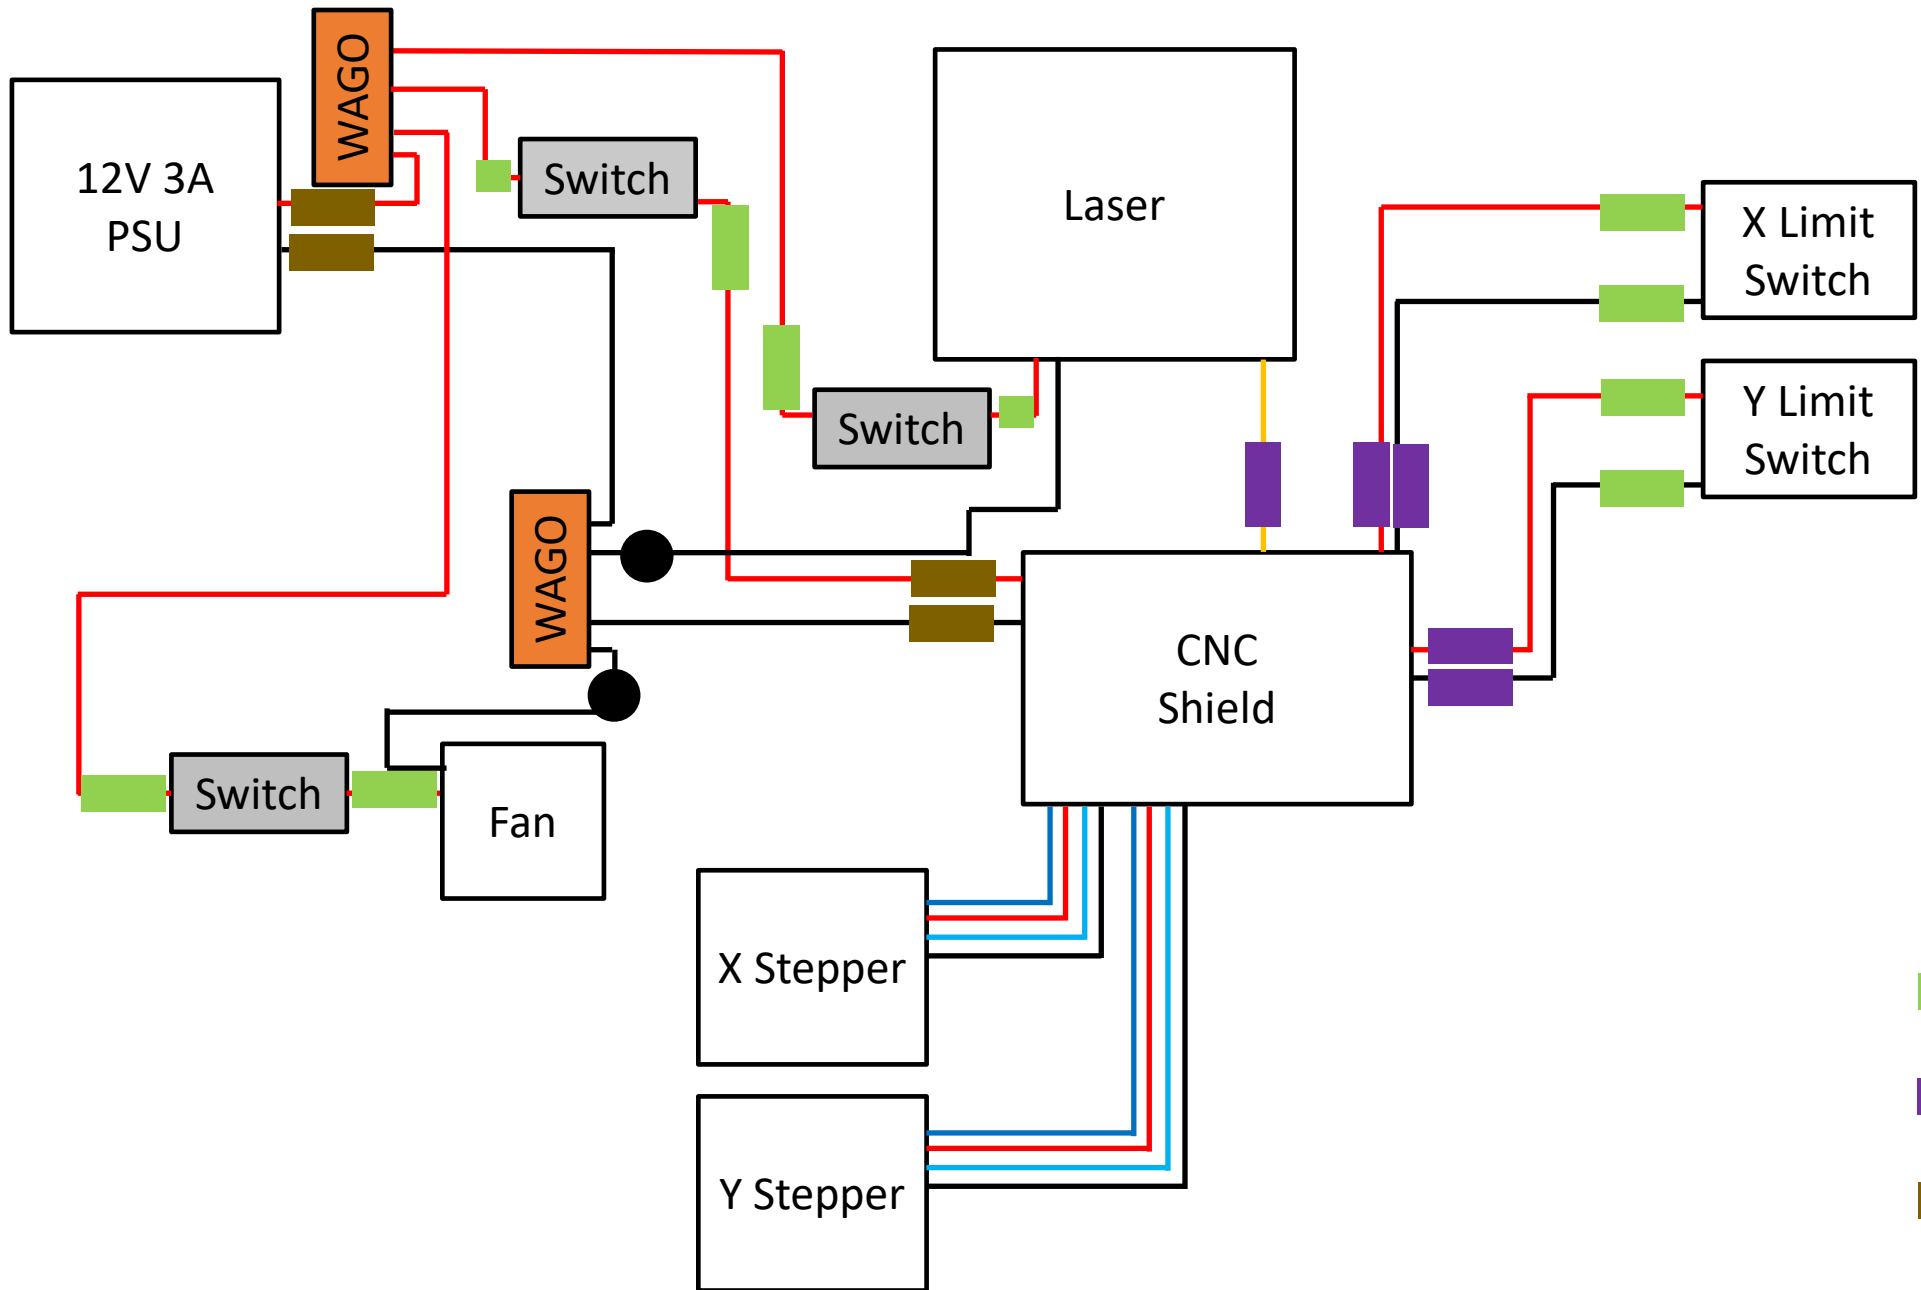 WAGO
12V 3A
PSU
Switch
Laser
X Limit
Switch
Switch
Y Limit
Switch
WAGO
CNC
Shield
Switch
Fan
X Stepper
Y Stepper